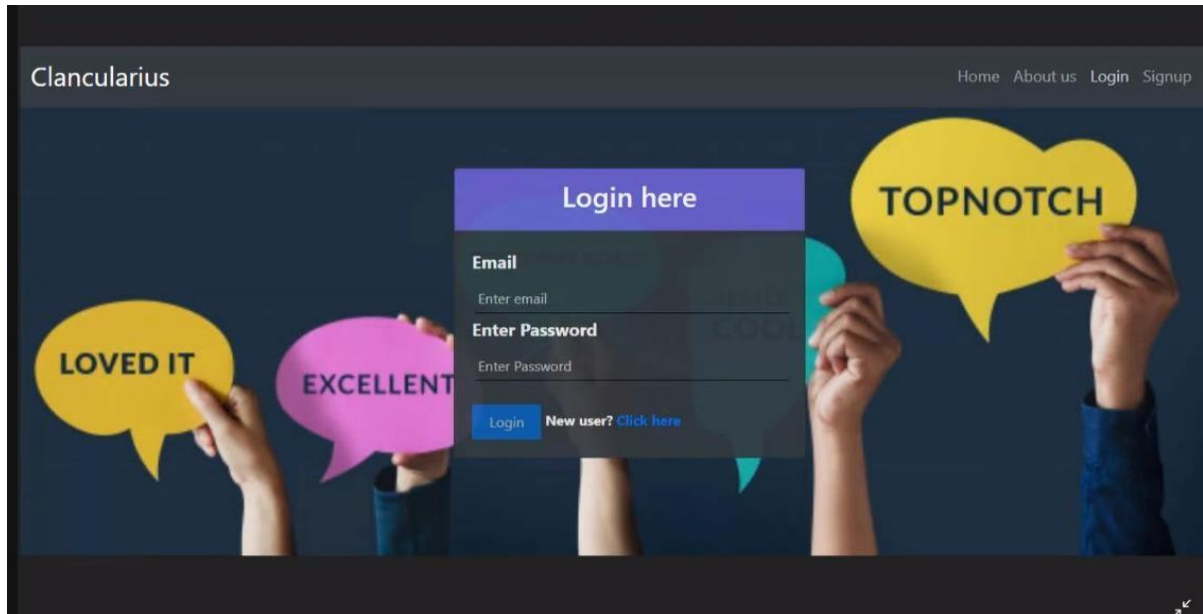 Clancularius
Home About us Login Signup
TOPNOTCH
Login here
Email
Enter email
COOL
Enter Password
LOVED IT
Enter Password
EXCELLENT
Login New user? Click here